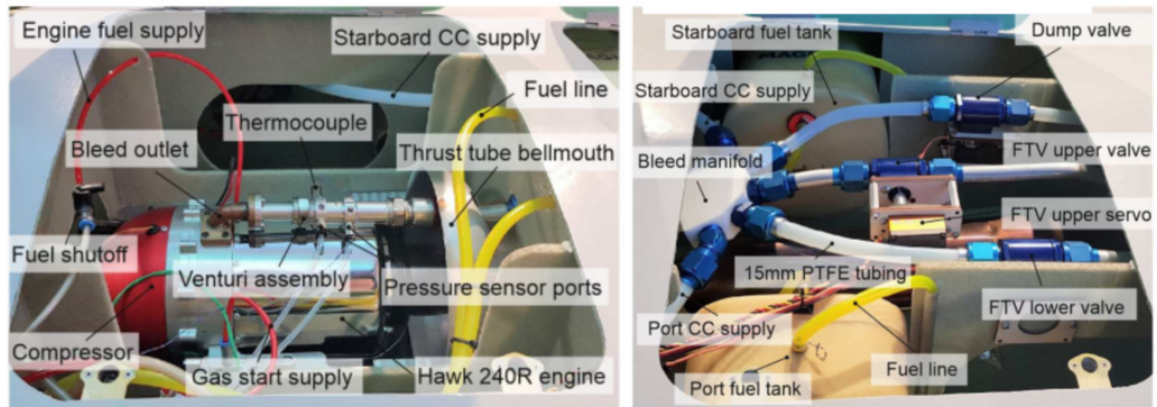 Engine fuel supply
Starboard CC supply
Fuel line
Thermocouple
Bleed outlet
Thrust tube bellmouth
Fuel shutoff
Venturi assembly
Pressure sensor ports
Compressor
Gas start supply
Hawk 240R engine
Starboard fuel tank
Dump valve
MAG
Starboard CC supply
Bleed manifold
FTV upper valve
FTV upper servo
15mm PTFE tubing
FTV lower valve
Port CC supply
Fuel line
Port fuel tank